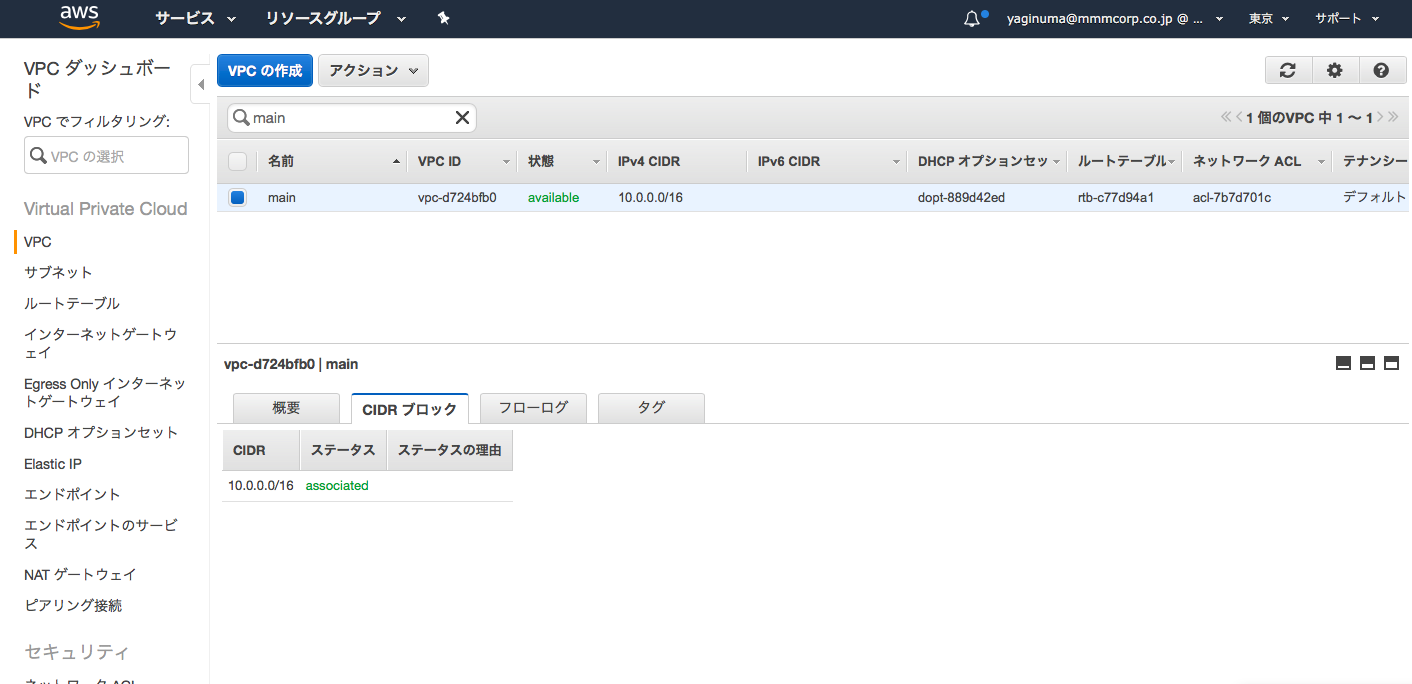 aws サービス リソースグループ yaginuma@mmmcorp.co.jp @ ... 東京 サポート
VPC ダッシュボー
ド
VPC でフィルタリング:
VPC の選択
Virtual Private Cloud
VPC
サブネット
ルートテーブル
インターネットゲートウ
ェイ
Egress Only インターネッ
トゲートウェイ
DHCP オプションセット
Elastic IP
エンドポイント
エンドポイントのサービ
ス
NAT ゲートウェイ
ピアリング接続
セキュリティ
ネットワーク ACL
VPC の作成 アクション
main
1 個のVPC 中 1 〜 1
名前 VPC ID 状態 IPv4 CIDR IPv6 CIDR DHCP オプションセッ ルートテーブル ネットワーク ACL テナンシー
main vpc-d724bfb0 available 10.0.0.0/16 dopt-889d42ed rtb-c77d94a1 acl-7b7d701c デフォルト
vpc-d724bfb0 | main
概要 CIDR ブロック フローログ タグ
CIDR ステータス ステータスの理由
10.0.0.0/16 associated